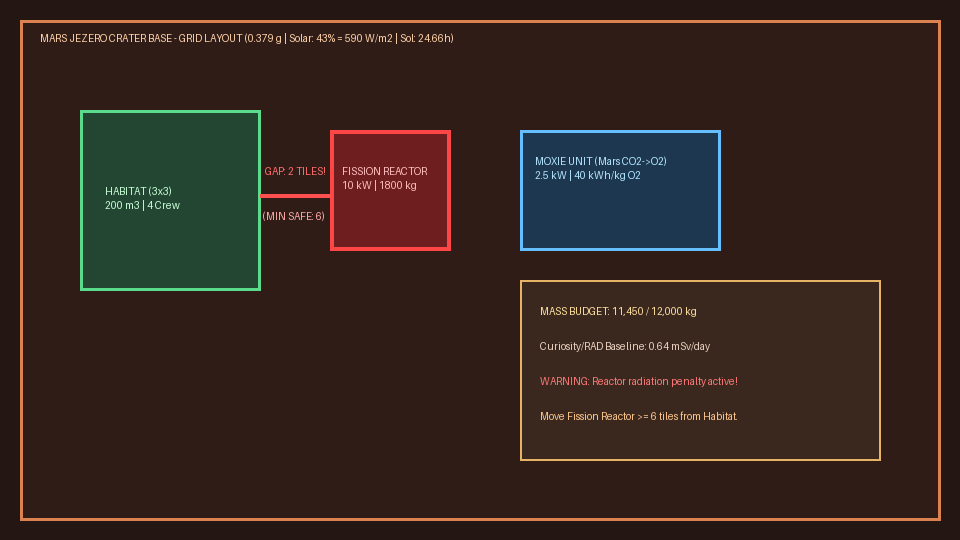 MARS JEZERO CRATER BASE - GRID LAYOUT (0.379 g | Solar: 43% = 590 W/m2 | Sol: 24.66h)
HABITAT (3x3)
200 m3 | 4 Crew
GAP: 2 TILES!
(MIN SAFE: 6)
FISSION REACTOR
10 kW | 1800 kg
MOXIE UNIT (Mars CO2->O2)
2.5 kW | 40 kWh/kg O2
MASS BUDGET: 11,450 / 12,000 kg
Curiosity/RAD Baseline: 0.64 mSv/day
WARNING: Reactor radiation penalty active!
Move Fission Reactor >= 6 tiles from Habitat.